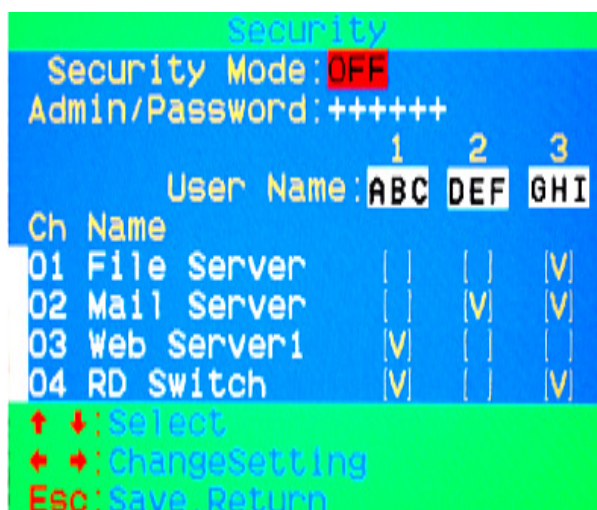 Security
Security Mode:OFF
Admin/Password:++++++
1 2 3
User Name:ABC DEF GHI
Ch Name
01 File Server [ ] [ ] [V]
02 Mail Server [ ] [V] [V]
03 Web Server1 [V] [ ] [ ]
04 RD Switch [V] [ ] [V]
↑ ↓:Select
← →:ChangeSetting
Esc:Save Return